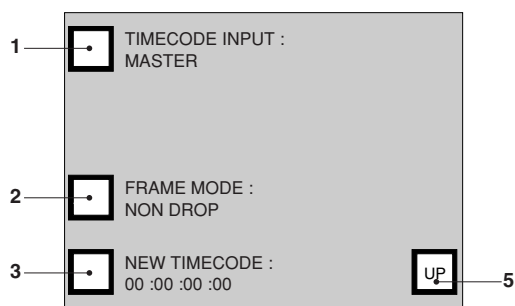 1
TIMECODE INPUT :
MASTER
2
FRAME MODE :
NON DROP
3
NEW TIMECODE :
00 :00 :00 :00
UP
5